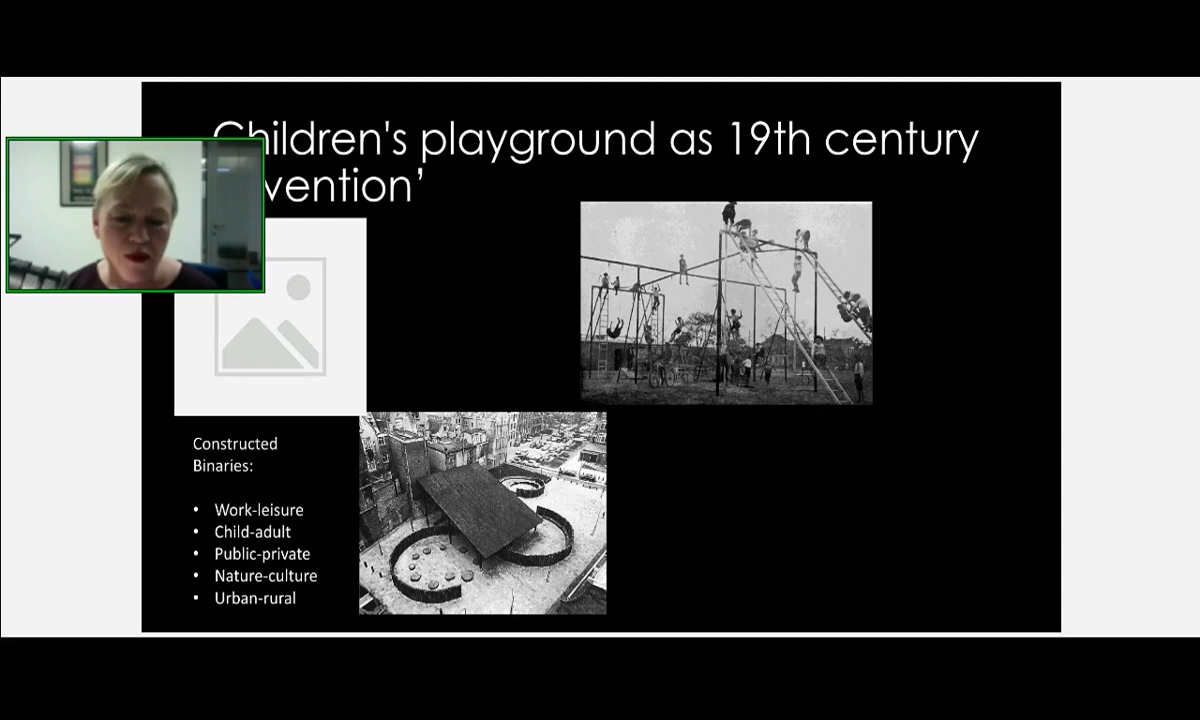 Children's playground as 19th century
vention’
Constructed
Binaries:
• Work-leisure
• Child-adult
• Public-private
• Nature-culture
• Urban-rural